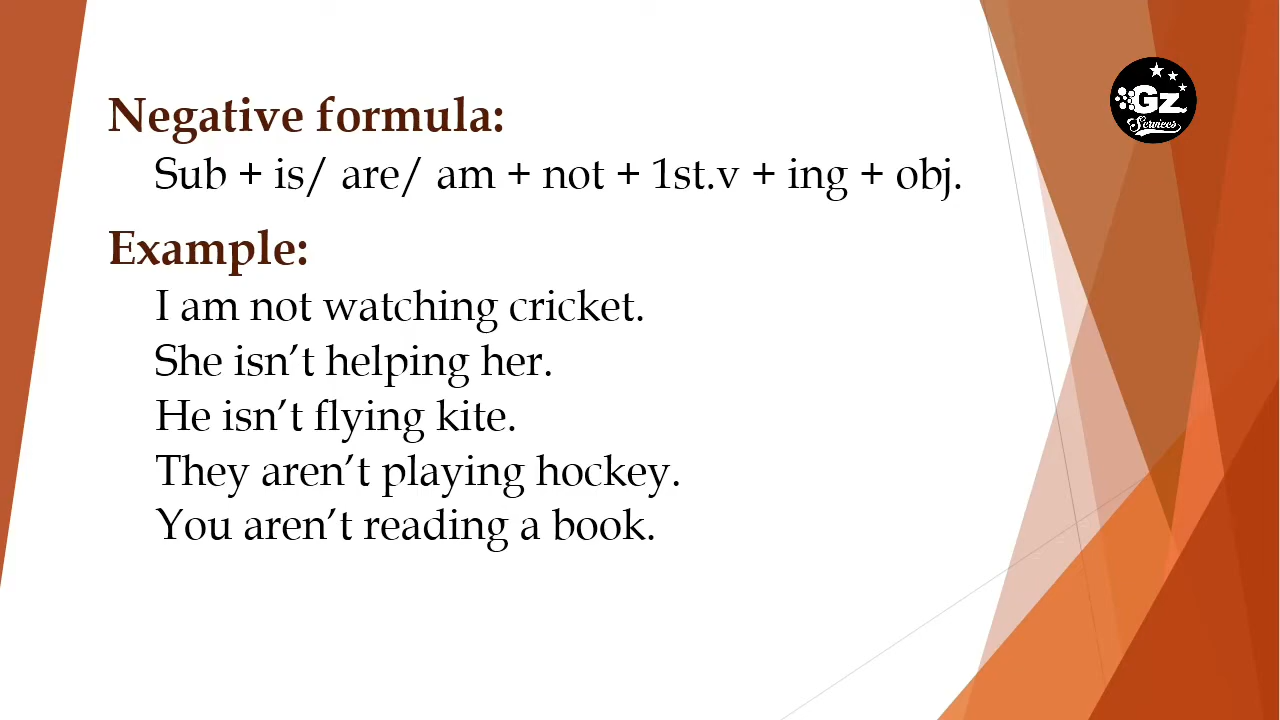 Negative formula:
Sub + is/ are/ am + not + 1st.v + ing + obj.
Example:
I am not watching cricket.
She isn’t helping her.
He isn’t flying kite.
They aren’t playing hockey.
You aren’t reading a book.
Gz
Services